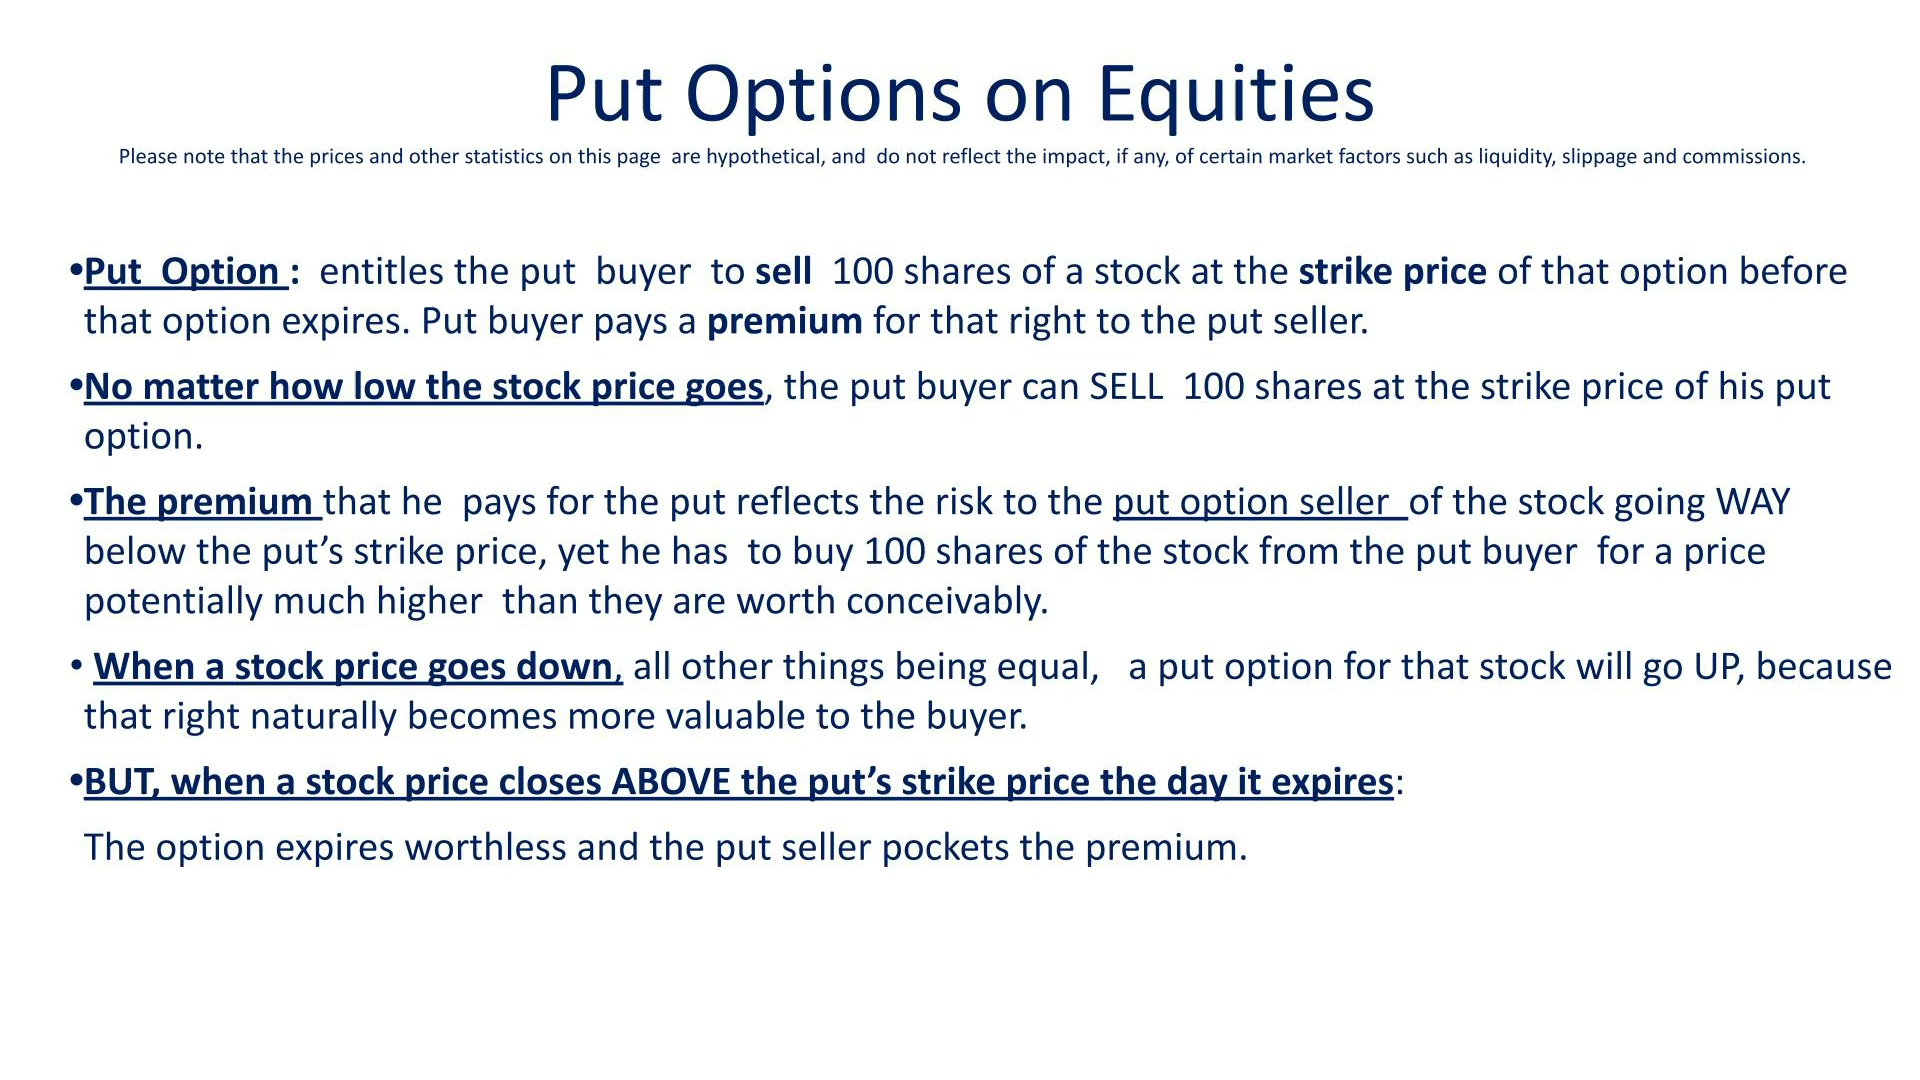 Put Options on Equities
Please note that the prices and other statistics on this page  are hypothetical, and  do not reflect the impact, if any, of certain market factors such as liquidity, slippage and commissions.
•Put  Option :  entitles the put  buyer  to sell  100 shares of a stock at the strike price of that option before
that option expires. Put buyer pays a premium for that right to the put seller.
•No matter how low the stock price goes, the put buyer can SELL  100 shares at the strike price of his put
option.
•The premium that he  pays for the put reflects the risk to the put option seller  of the stock going WAY
below the put’s strike price, yet he has  to buy 100 shares of the stock from the put buyer  for a price
potentially much higher  than they are worth conceivably.
• When a stock price goes down, all other things being equal,   a put option for that stock will go UP, because
that right naturally becomes more valuable to the buyer.
•BUT, when a stock price closes ABOVE the put’s strike price the day it expires:
The option expires worthless and the put seller pockets the premium.